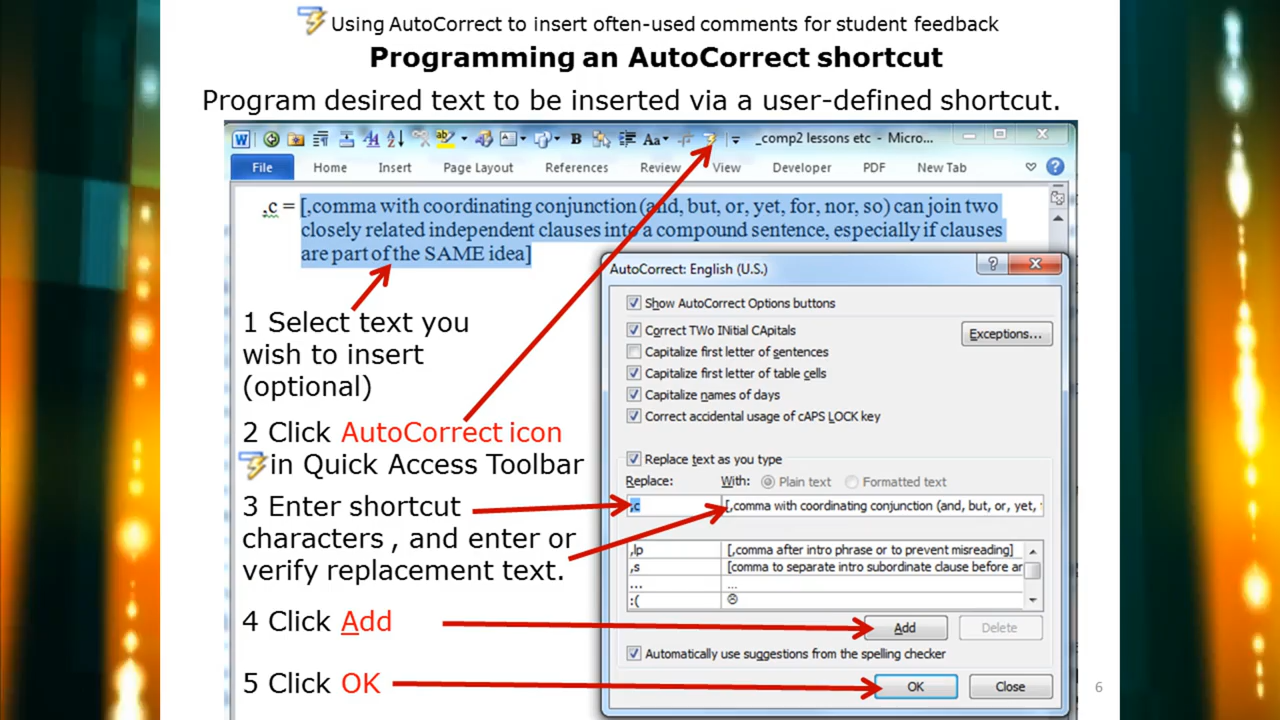 Using AutoCorrect to insert often-used comments for student feedback
Programming an AutoCorrect shortcut
Program desired text to be inserted via a user-defined shortcut.
_comp2 lessons etc - Micro...
File Home Insert Page Layout References Review View Developer PDF New Tab
,c = [,comma with coordinating conjunction (and, but, or, yet, for, nor, so) can join two
closely related independent clauses into a compound sentence, especially if clauses
are part of the SAME idea]
1 Select text you
wish to insert
(optional)
2 Click AutoCorrect icon
in Quick Access Toolbar
3 Enter shortcut
characters , and enter or
verify replacement text.
4 Click Add
5 Click OK
AutoCorrect: English (U.S.)
Show AutoCorrect Options buttons
Correct TWo INitial CApitals
Exceptions...
Capitalize first letter of sentences
Capitalize first letter of table cells
Capitalize names of days
Correct accidental usage of cAPS LOCK key
Replace text as you type
Replace: With: Plain text Formatted text
,c [,comma with coordinating conjunction (and, but, or, yet,
,lp [,comma after intro phrase or to prevent misreading]
,s [comma to separate intro subordinate clause before
... ...
:( ☹
Add Delete
Automatically use suggestions from the spelling checker
OK Close
6